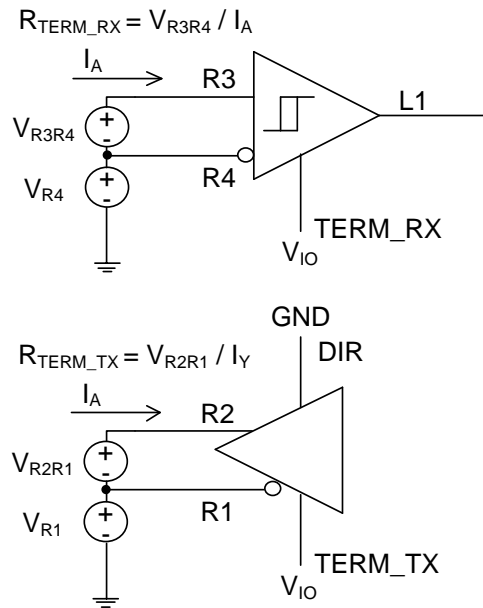 R_TERM_RX = V_R3R4 / I_A
I_A
R3
L1
V_R3R4
+
-
R4
V_R4
+
-
TERM_RX
V_IO
GND
DIR
R_TERM_TX = V_R2R1 / I_Y
I_A
R2
V_R2R1
+
-
R1
V_R1
+
-
TERM_TX
V_IO